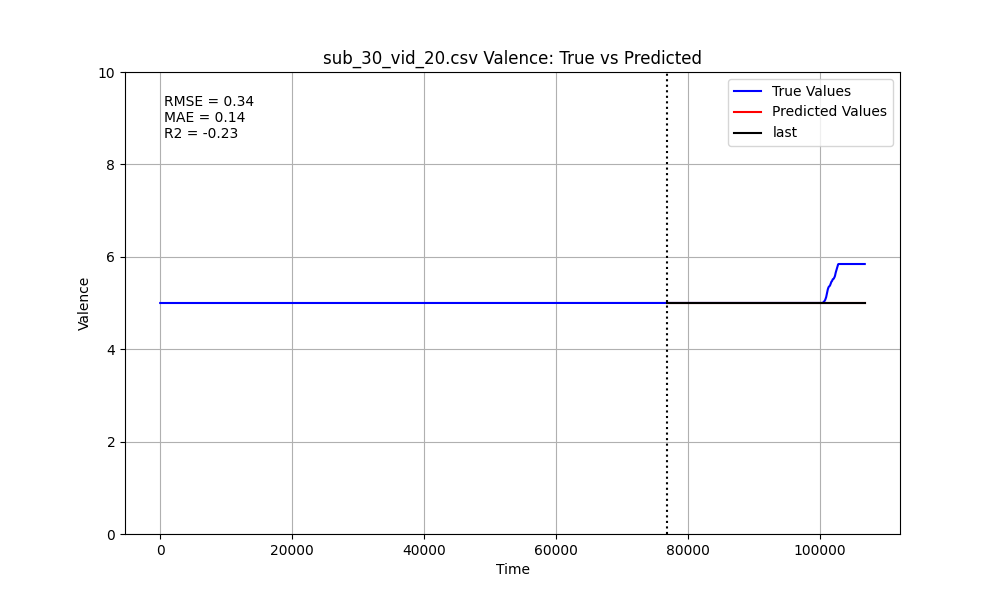 sub_30_vid_20.csv Valence: True vs Predicted
10
8
6
4
2
0
Valence
RMSE = 0.34
MAE = 0.14
R2 = -0.23
True Values
Predicted Values
last
0 20000 40000 60000 80000 100000
Time